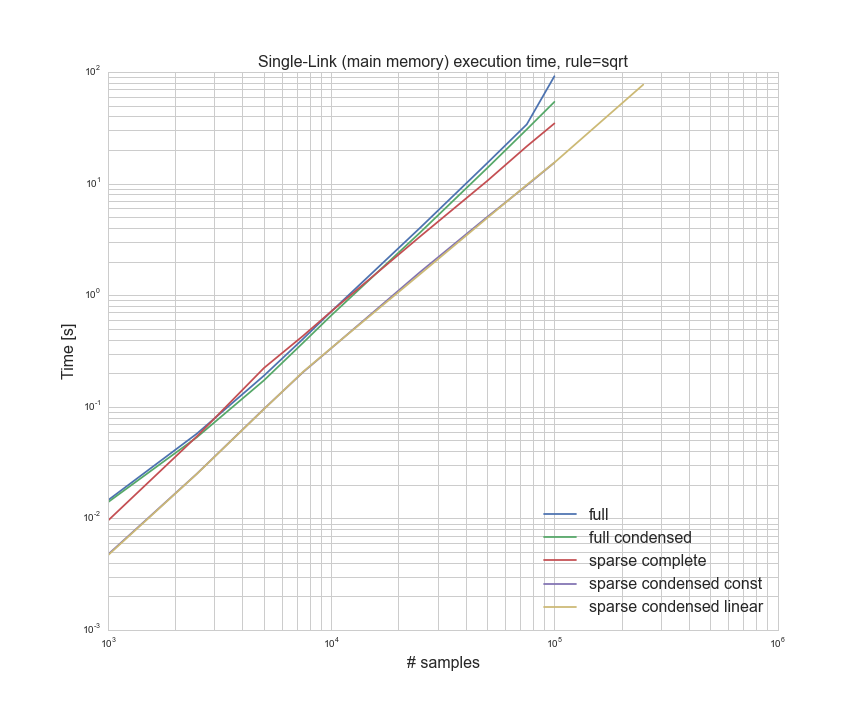 Single-Link (main memory) execution time, rule=sqrt
10^2
10^1
10^0
10^-1
10^-2
10^-3
Time [s]
full
full condensed
sparse complete
sparse condensed const
sparse condensed linear
10^3 10^4 10^5 10^6
# samples